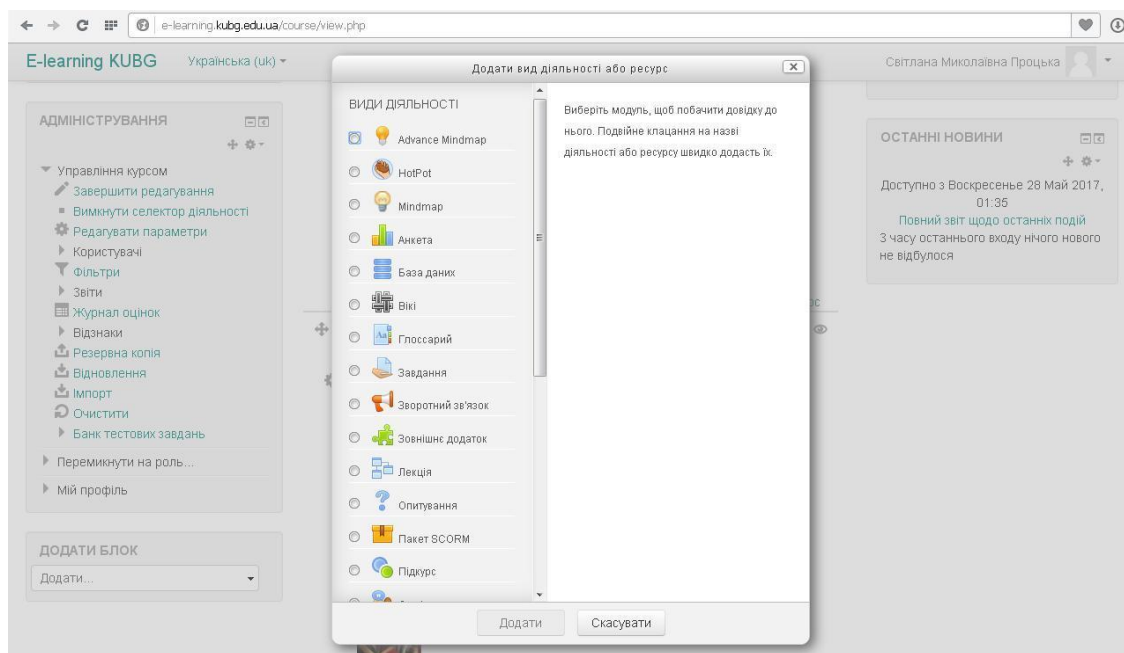 e-learning.kubg.edu.ua/course/view.php
E-learning KUBG
Українська (uk)
Світлана Миколаївна Процька
АДМІНІСТРУВАННЯ
Управління курсом
Завершити редагування
Вимкнути селектор діяльності
Редагувати параметри
Користувачі
Фільтри
Звіти
Журнал оцінок
Відзнаки
Резервна копія
Відновлення
Імпорт
Очистити
Банк тестових завдань
Перемикнути на роль...
Мій профіль
ДОДАТИ БЛОК
Додати...
Додати вид діяльності або ресурс
ВИДИ ДІЯЛЬНОСТІ
Advance Mindmap
HotPot
Mindmap
Анкета
База даних
Вікі
Глоссарий
Завдання
Зворотний зв'язок
Зовнішнє додаток
Лекція
Опитування
Пакет SCORM
Підкурс
Виберіть модуль, щоб побачити довідку до
нього. Подвійне клацання на назві
діяльності або ресурсу швидко додасть їх.
Додати
Скасувати
ОСТАННІ НОВИНИ
Доступно з Воскресенье 28 Май 2017,
01:35
Повний звіт щодо останніх подій
З часу останнього входу нічого нового
не відбулося